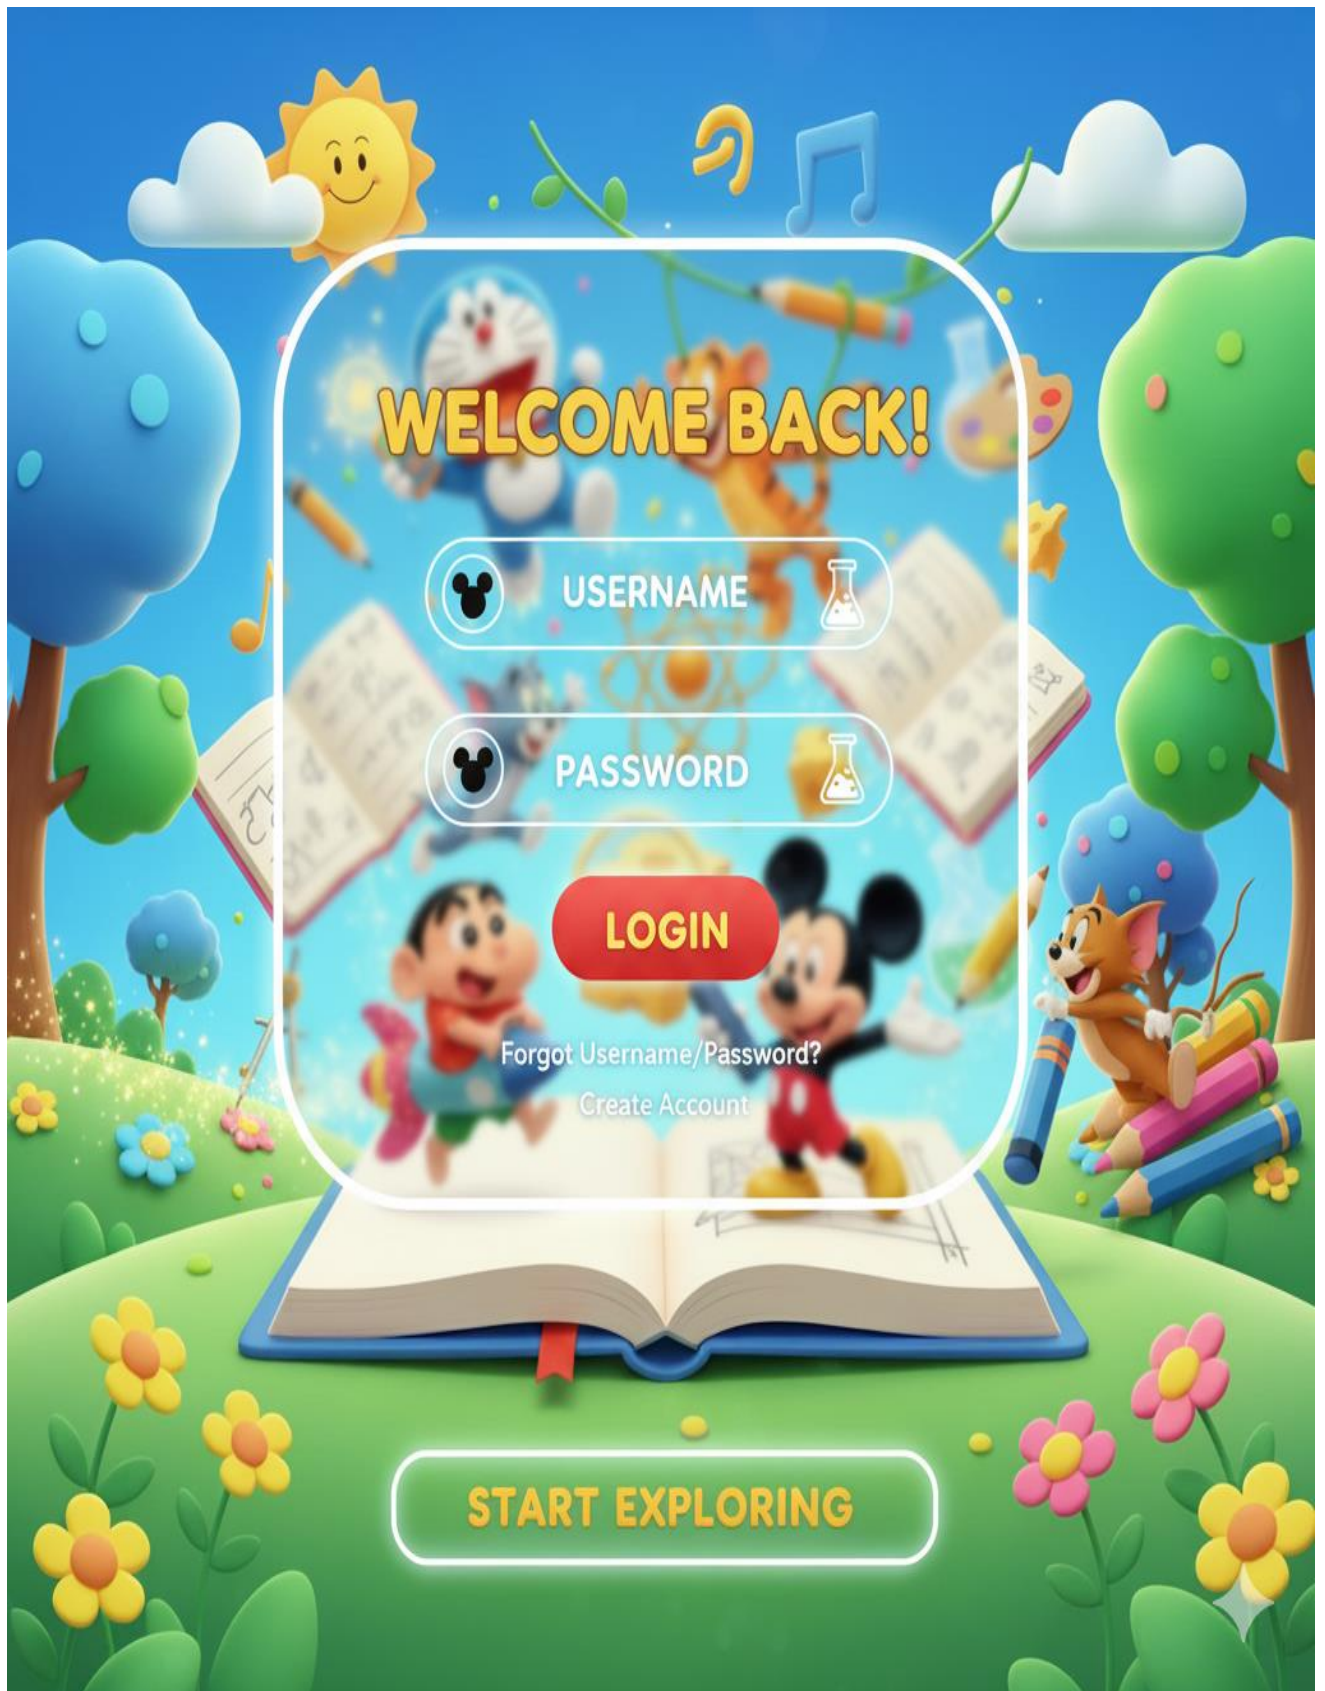 WELCOME BACK!
USERNAME
PASSWORD
LOGIN
Forgot Username/Password?
Create Account
START EXPLORING